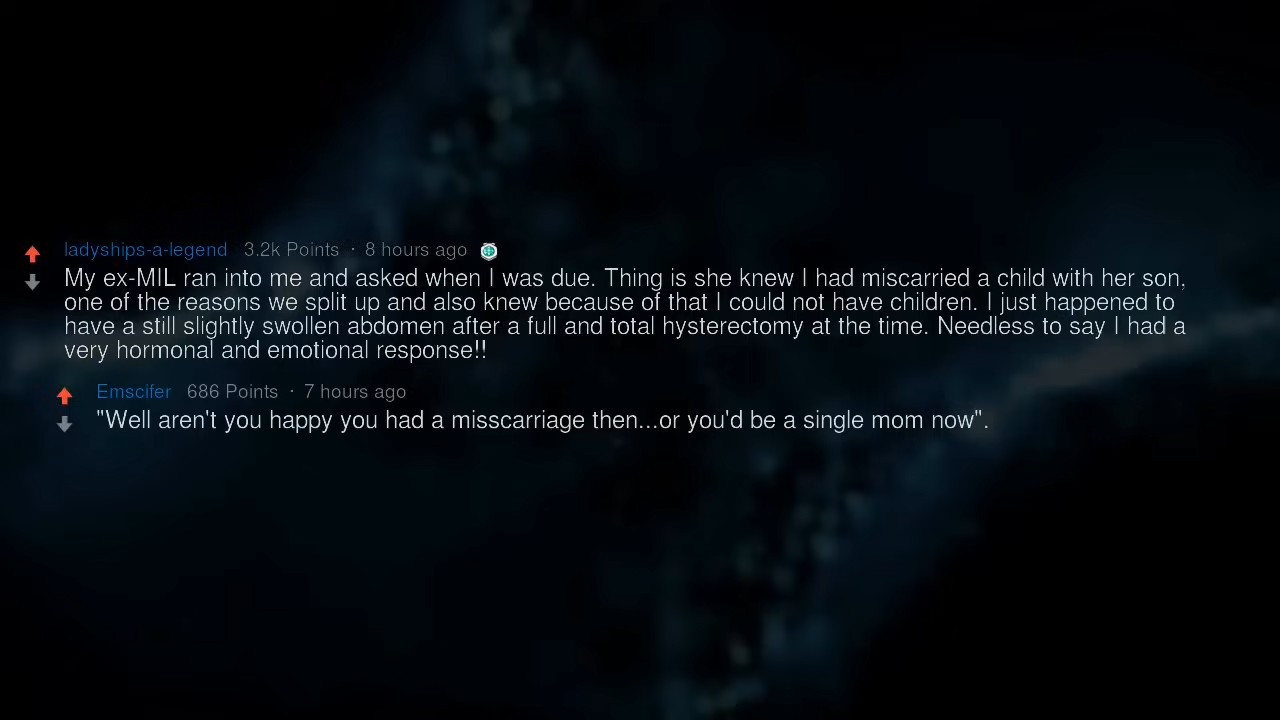 ladyships-a-legend 3.2k Points · 8 hours ago
My ex-MIL ran into me and asked when I was due. Thing is she knew I had miscarried a child with her son,
one of the reasons we split up and also knew because of that I could not have children. I just happened to
have a still slightly swollen abdomen after a full and total hysterectomy at the time. Needless to say I had a
very hormonal and emotional response!!
Emscifer 686 Points · 7 hours ago
"Well aren't you happy you had a misscarriage then...or you'd be a single mom now".